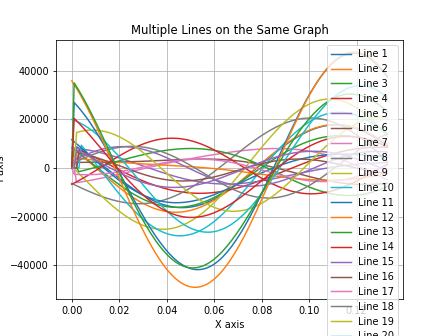 Multiple Lines on the Same Graph
40000
20000
0
−20000
−40000
0.00
0.02
0.04
0.06
0.08
0.10
X axis
Line 1
Line 2
Line 3
Line 4
Line 5
Line 6
Line 7
Line 8
Line 9
Line 10
Line 11
Line 12
Line 13
Line 14
Line 15
Line 16
Line 17
Line 18
Line 19
Line 20